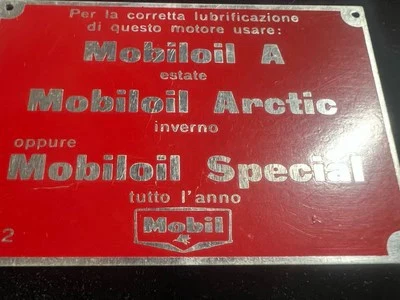 Per la corretta lubrificazione
di questo motore usare:
Mobiloil A
estate
Mobiloil Arctic
inverno
oppure
Mobiloil Special
tutto l'anno
Mobil
2